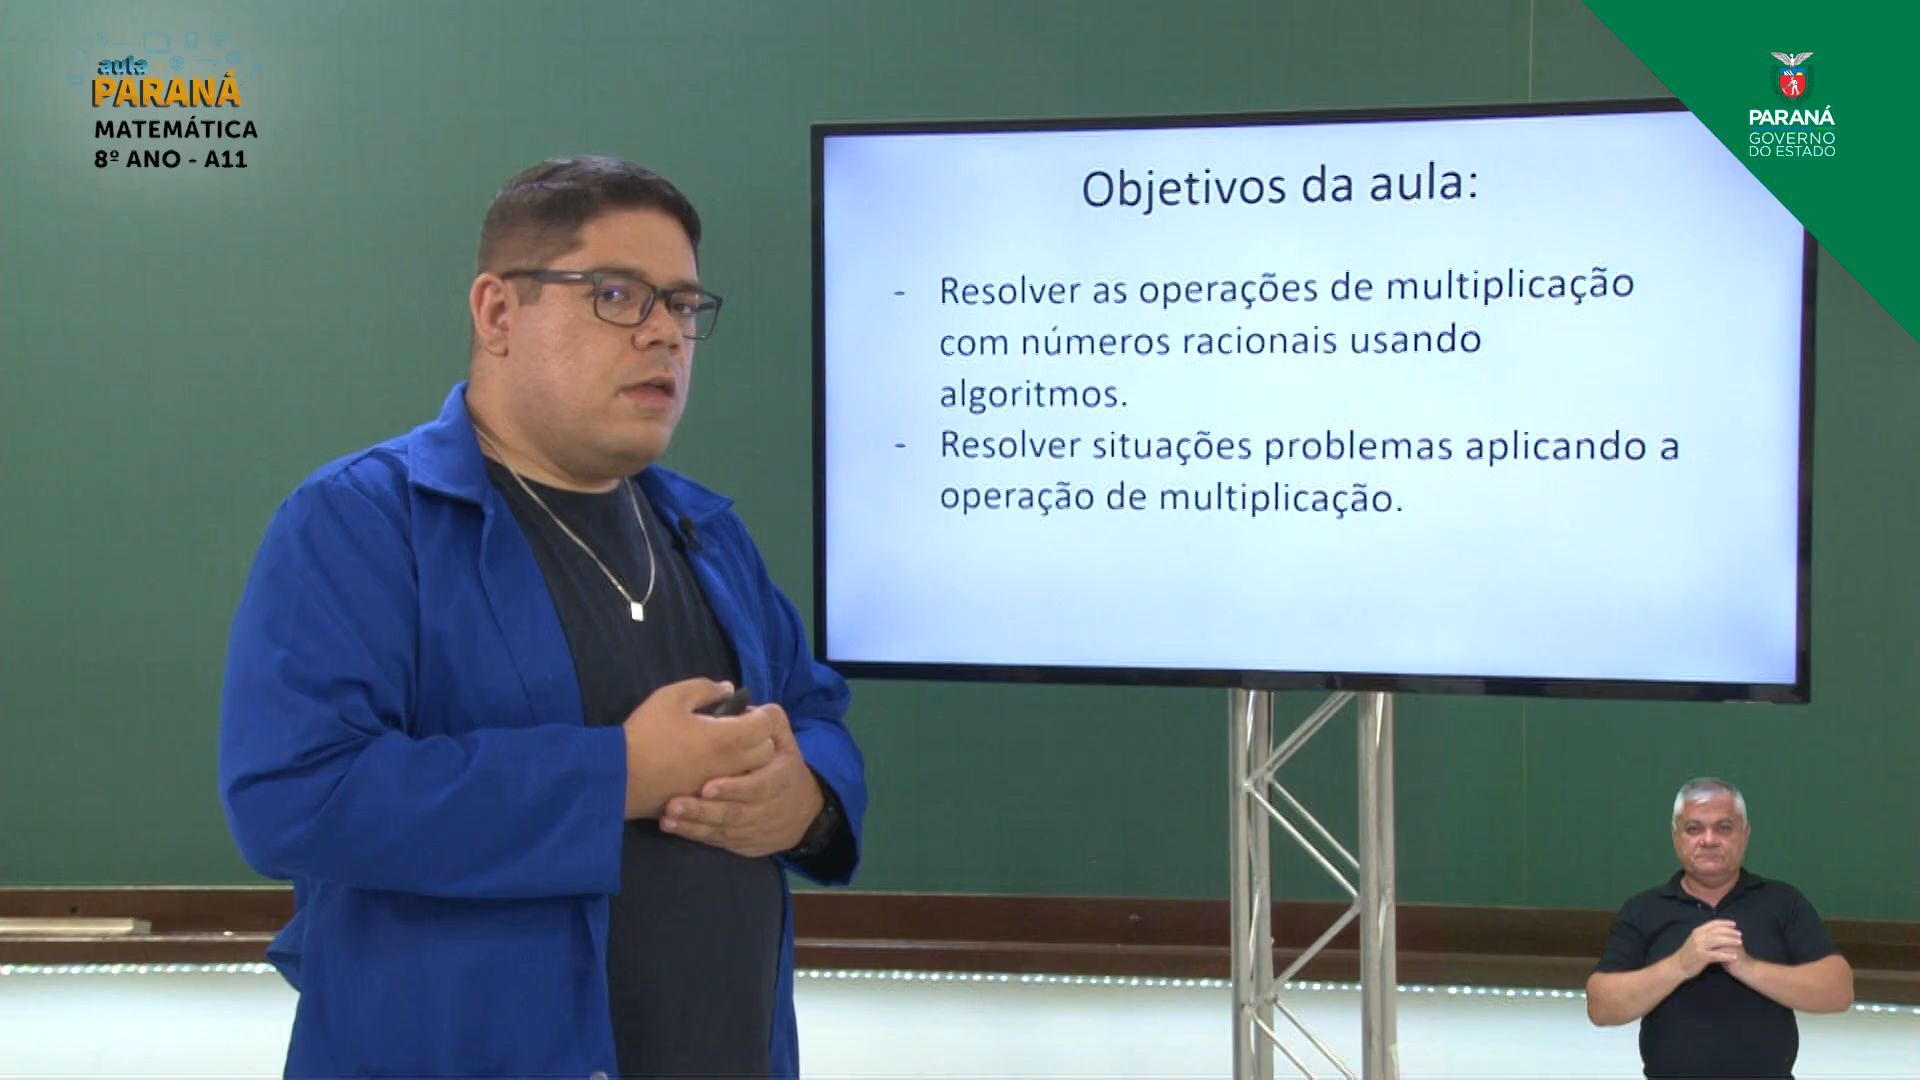 aula
PARANÁ
MATEMÁTICA
8º ANO - A11
PARANÁ
GOVERNO
DO ESTADO
Objetivos da aula:
- Resolver as operações de multiplicação
com números racionais usando
algoritmos.
- Resolver situações problemas aplicando a
operação de multiplicação.